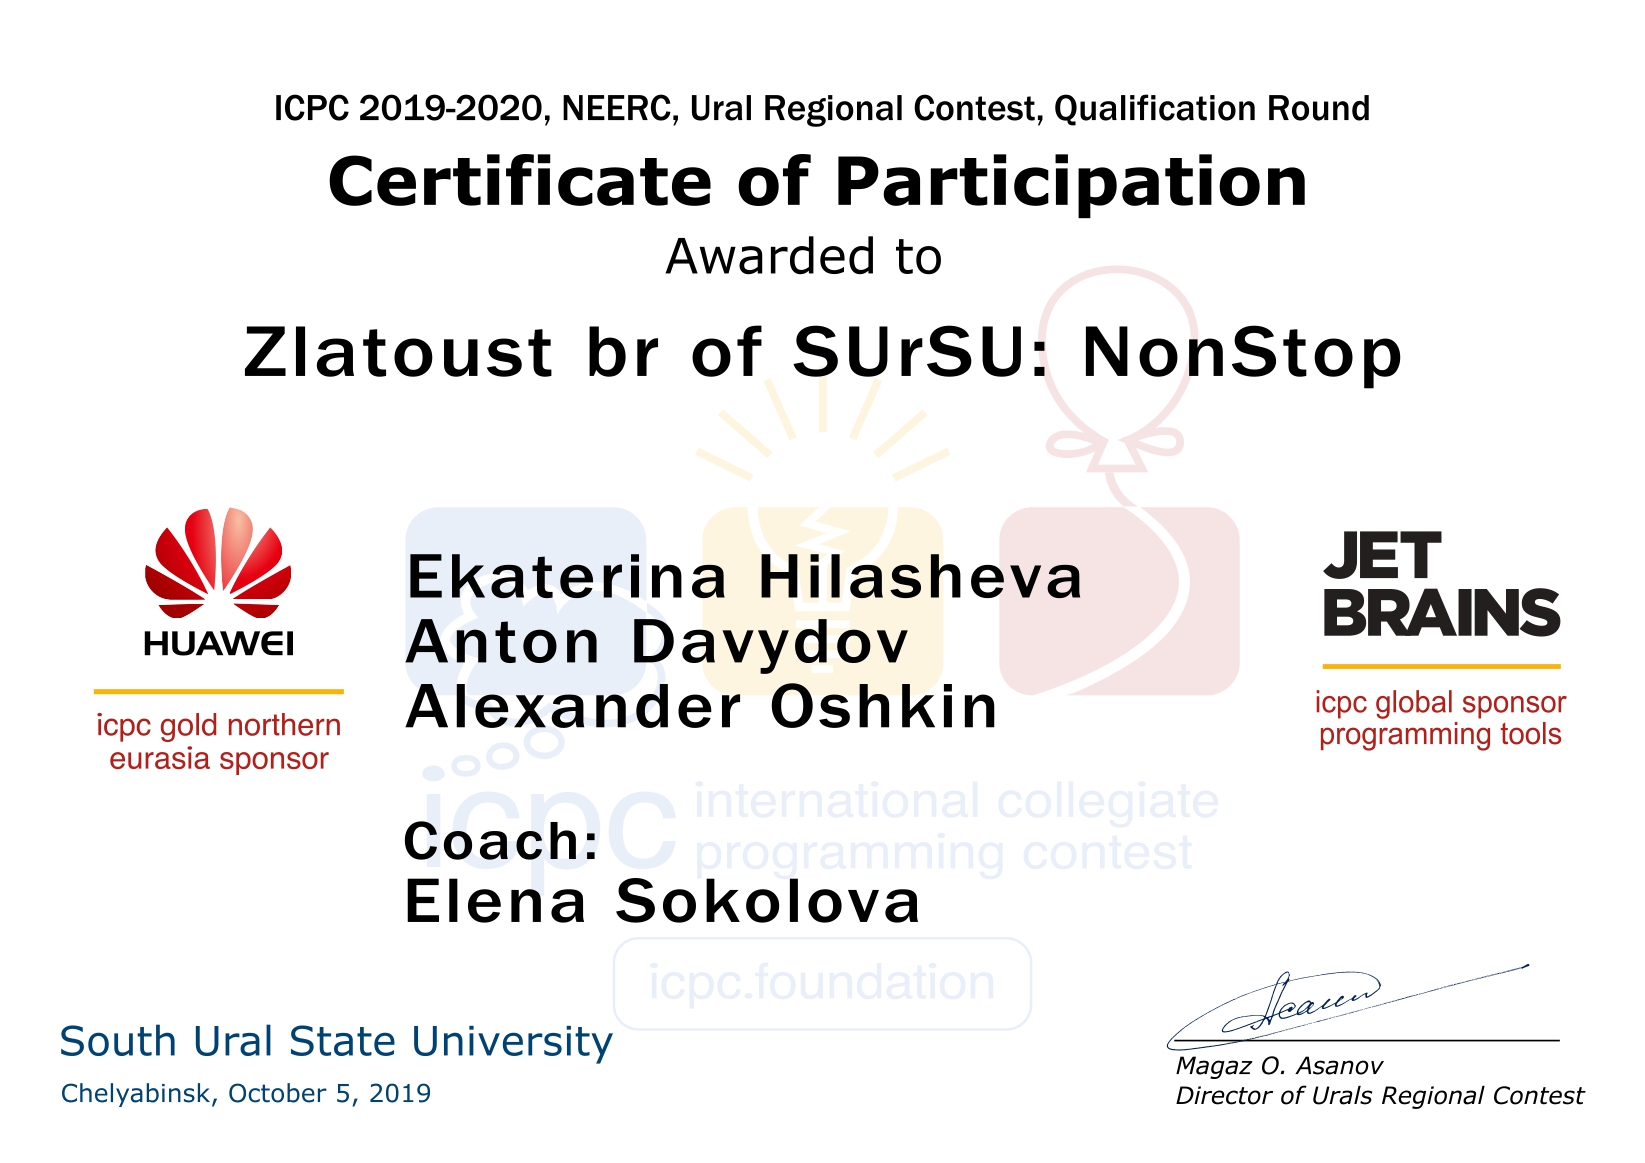 ICPC 2019-2020, NEERC, Ural Regional Contest, Qualification Round
Certificate of Participation
Awarded to
Zlatoust br of SUrSU: NonStop
HUAWEI
icpc gold northern
eurasia sponsor
Ekaterina Hilasheva
Anton Davydov
Alexander Oshkin
JET
BRAINS
icpc global sponsor
programming tools
icpc international collegiate
programming contest
Coach:
Elena Sokolova
icpc.foundation
South Ural State University
Chelyabinsk, October 5, 2019
Magaz O. Asanov
Director of Urals Regional Contest